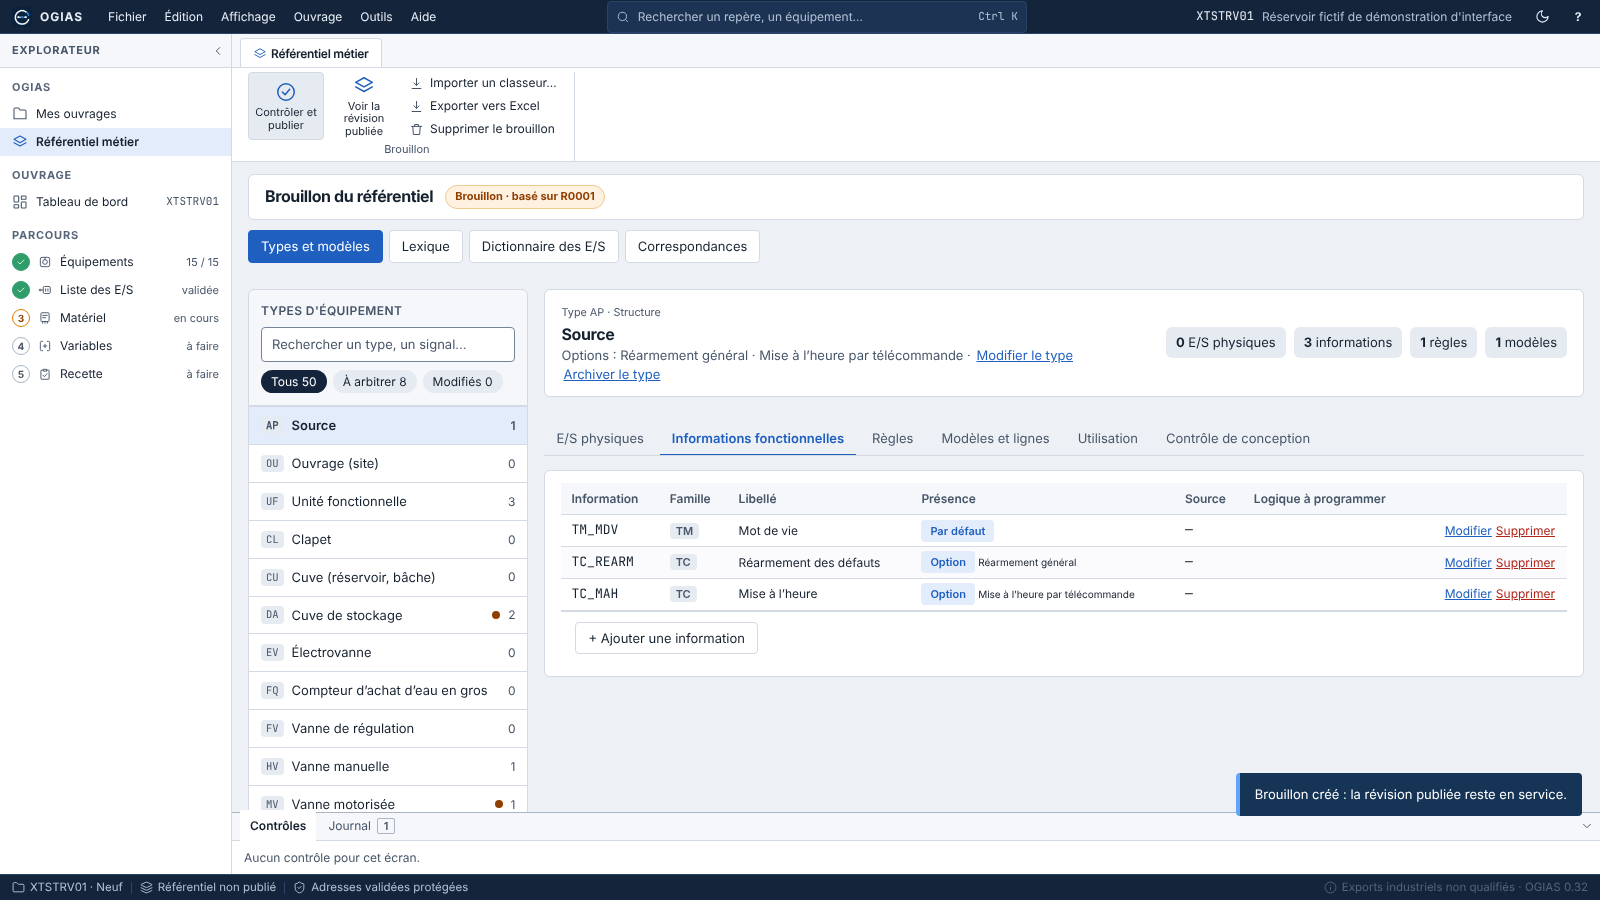 OGIAS
Fichier Édition Affichage Ouvrage Outils Aide
Rechercher un repère, un équipement... Ctrl K
XTSTRV01 Réservoir fictif de démonstration d'interface ?
EXPLORATEUR
OGIAS
Mes ouvrages
Référentiel métier
OUVRAGE
Tableau de bord XTSTRV01
PARCOURS
Équipements 15 / 15
Liste des E/S validée
3 Matériel en cours
4 Variables à faire
5 Recette à faire
Référentiel métier
Contrôler et
publier
Voir la
révision
publiée
Importer un classeur...
Exporter vers Excel
Supprimer le brouillon
Brouillon
Brouillon du référentiel Brouillon · basé sur R0001
Types et modèles Lexique Dictionnaire des E/S Correspondances
TYPES D'ÉQUIPEMENT
Rechercher un type, un signal...
Tous 50 À arbitrer 8 Modifiés 0
AP Source 1
OU Ouvrage (site) 0
UF Unité fonctionnelle 3
CL Clapet 0
CU Cuve (réservoir, bâche) 0
DA Cuve de stockage 2
EV Électrovanne 0
FQ Compteur d’achat d’eau en gros 0
FV Vanne de régulation 0
HV Vanne manuelle 1
MV Vanne motorisée 1
Type AP · Structure
Source
Options : Réarmement général · Mise à l’heure par télécommande · Modifier le type
Archiver le type
0 E/S physiques 3 informations 1 règles 1 modèles
E/S physiques Informations fonctionnelles Règles Modèles et lignes Utilisation Contrôle de conception
Information Famille Libellé Présence Source Logique à programmer
TM_MDV TM Mot de vie Par défaut — Modifier Supprimer
TC_REARM TC Réarmement des défauts Option Réarmement général — Modifier Supprimer
TC_MAH TC Mise à l’heure Option Mise à l’heure par télécommande — Modifier Supprimer
+ Ajouter une information
Brouillon créé : la révision publiée reste en service.
Contrôles Journal 1
Aucun contrôle pour cet écran.
XTSTRV01 · Neuf Référentiel non publié Adresses validées protégées
Exports industriels non qualifiés · OGIAS 0.32